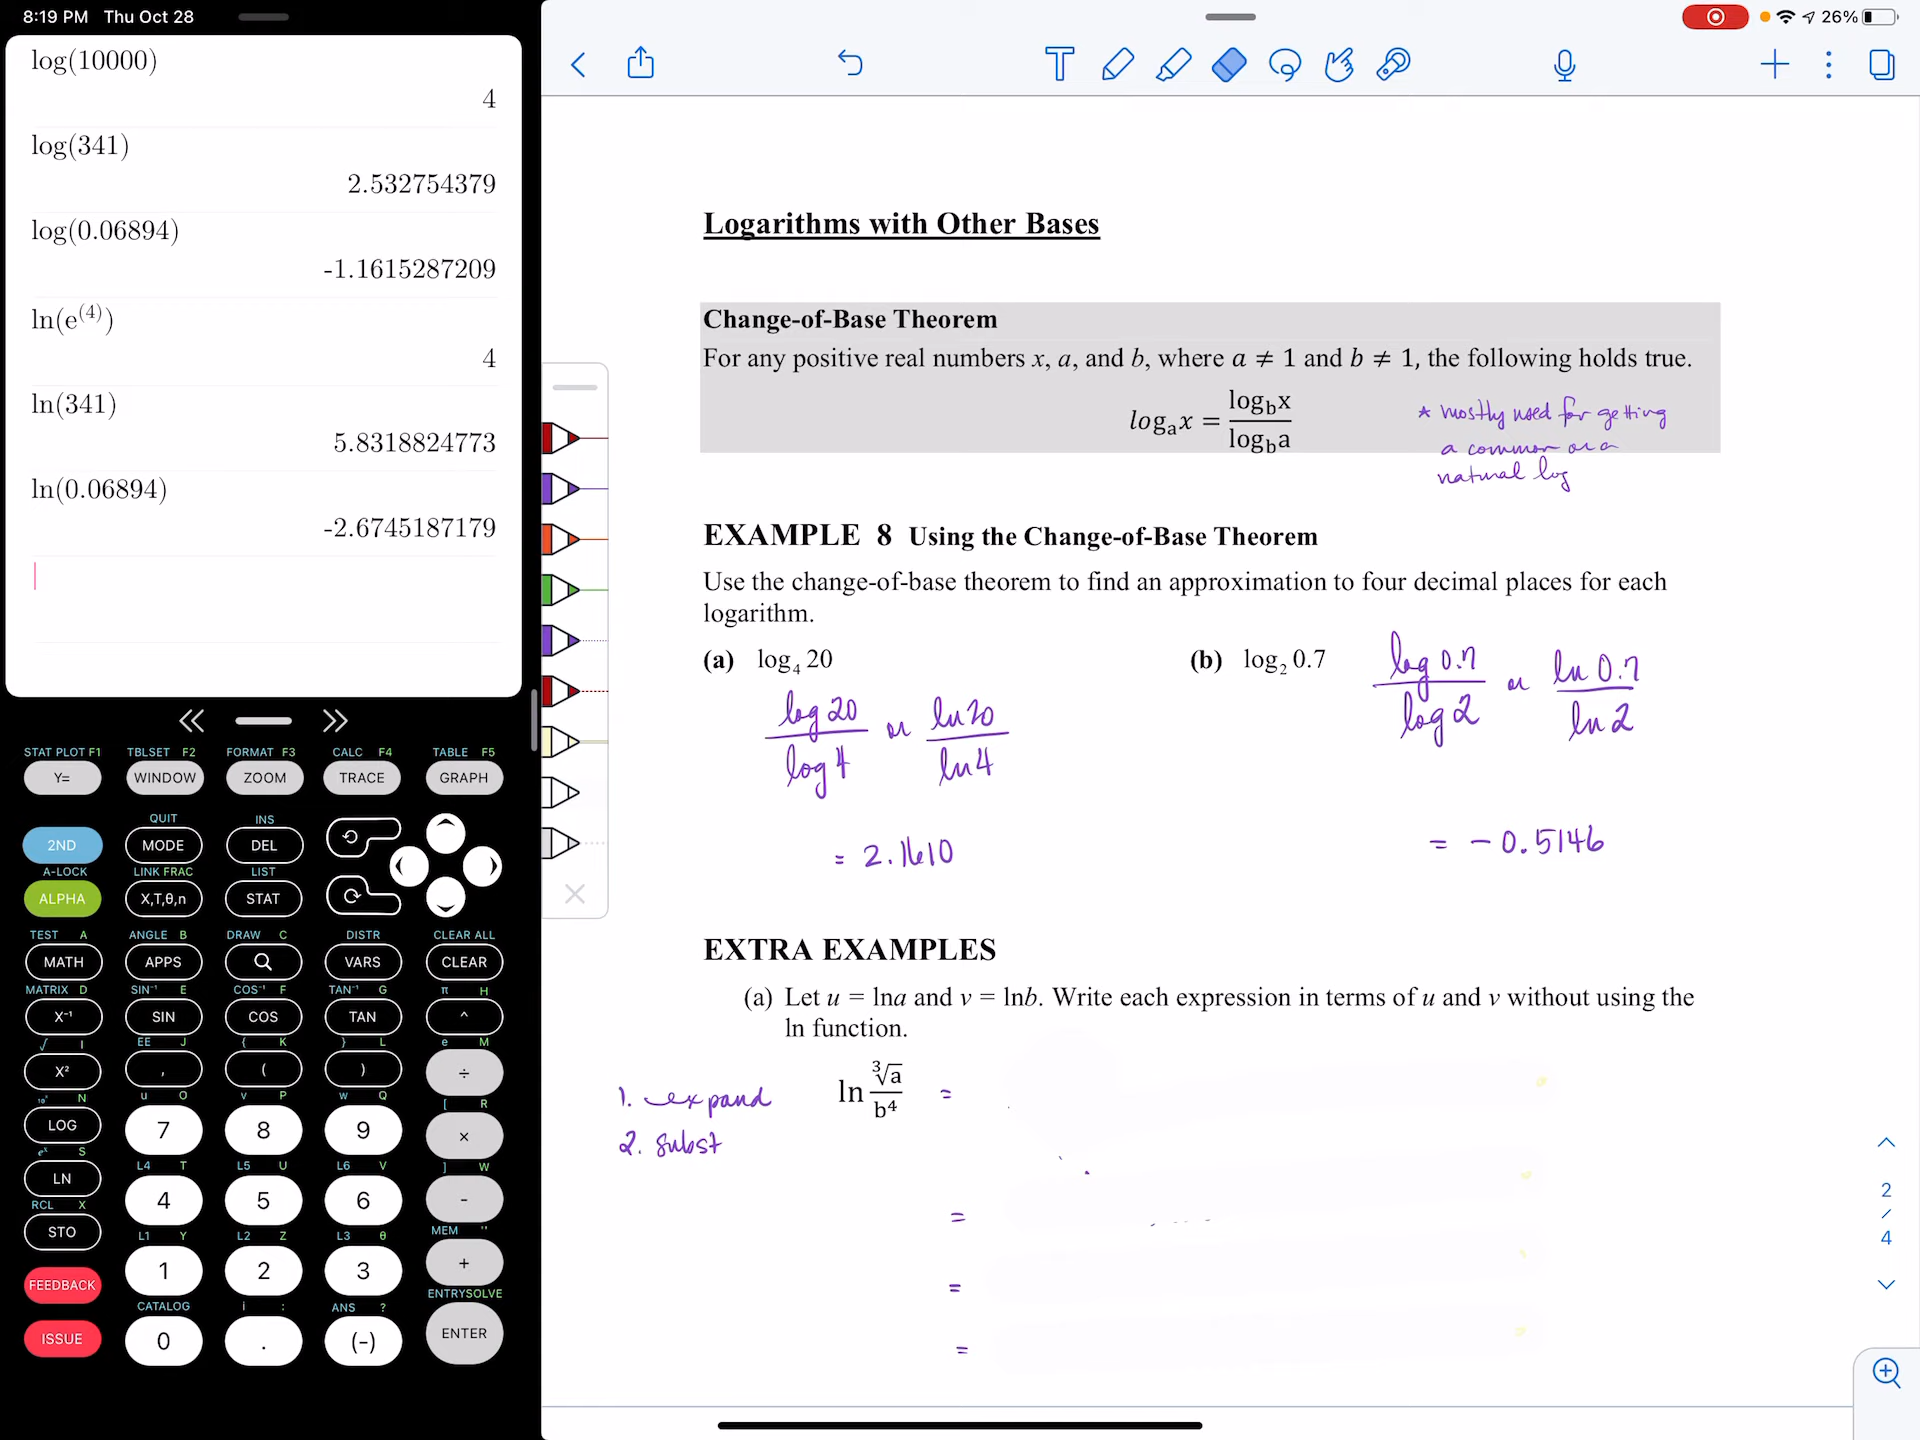 8:19 PM Thu Oct 28
26%
log(10000)
4
log(341)
2.532754379
log(0.06894)
-1.1615287209
ln(e^(4))
4
ln(341)
5.8318824773
ln(0.06894)
-2.6745187179
STAT PLOT F1 TBLSET F2 FORMAT F3 CALC F4 TABLE F5
Y= WINDOW ZOOM TRACE GRAPH
QUIT INS
2ND MODE DEL
A-LOCK LINK FRAC LIST
ALPHA X,T,θ,n STAT
TEST A ANGLE B DRAW C DISTR CLEAR ALL
MATH APPS VARS CLEAR
MATRIX D SIN⁻¹ E COS⁻¹ F TAN⁻¹ G π H
X⁻¹ SIN COS TAN ^
√ I EE J { K } L e M
X² , ( ) ÷
10ˣ N u O v P w Q [ R
LOG 7 8 9 ×
eˣ S L4 T L5 U L6 V ] W
LN 4 5 6 -
RCL X L1 Y L2 Z L3 θ MEM "
STO 1 2 3 +
FEEDBACK CATALOG i : ANS ? ENTRY SOLVE
ISSUE 0 . (-) ENTER
T
Logarithms with Other Bases
Change-of-Base Theorem
For any positive real numbers x, a, and b, where a ≠ 1 and b ≠ 1, the following holds true.
logₐx = log_b x / log_b a
* mostly used for getting
a common or a
natural log
EXAMPLE 8 Using the Change-of-Base Theorem
Use the change-of-base theorem to find an approximation to four decimal places for each
logarithm.
(a) log₄ 20 (b) log₂ 0.7 log 0.7 / log 2 or ln 0.7 / ln 2
log 20 / log 4 or ln 20 / ln 4
= 2.1610 = -0.5146
EXTRA EXAMPLES
(a) Let u = lna and v = lnb. Write each expression in terms of u and v without using the
ln function.
1. expand ln ∛a / b⁴ =
2. subst
=
=
=
2
/
4